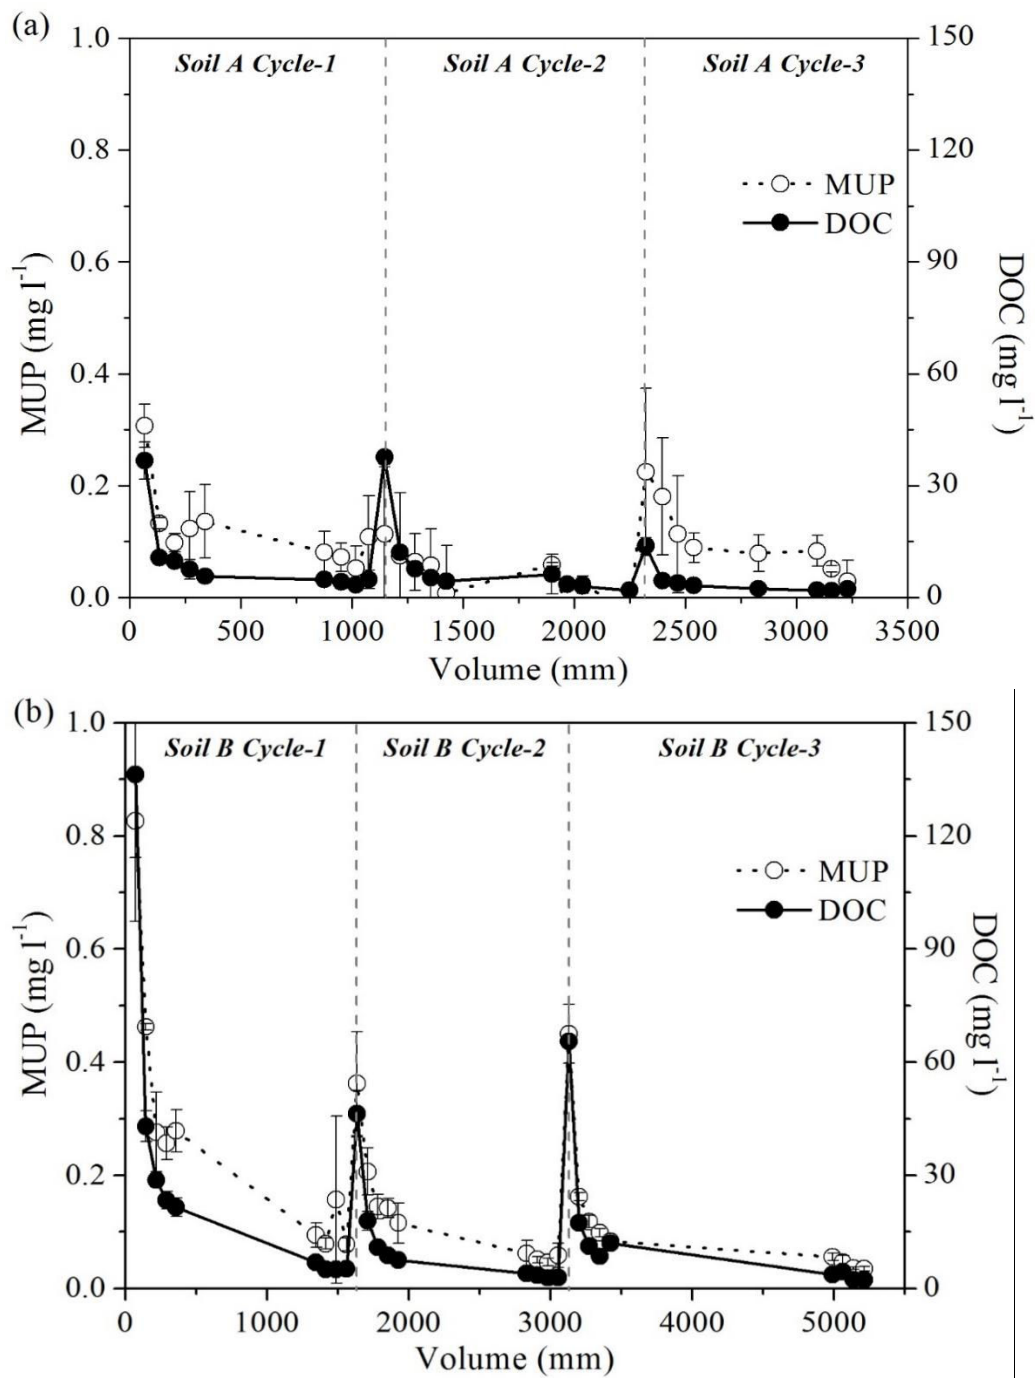 (a)
1.0
0.8
0.6
0.4
0.2
0.0
MUP (mg l⁻¹)
Soil A Cycle-1
Soil A Cycle-2
Soil A Cycle-3
MUP
DOC
150
120
90
60
30
0
DOC (mg l⁻¹)
0 500 1000 1500 2000 2500 3000 3500
Volume (mm)
(b)
1.0
0.8
0.6
0.4
0.2
0.0
MUP (mg l⁻¹)
Soil B Cycle-1
Soil B Cycle-2
Soil B Cycle-3
MUP
DOC
150
120
90
60
30
0
DOC (mg l⁻¹)
0 1000 2000 3000 4000 5000
Volume (mm)